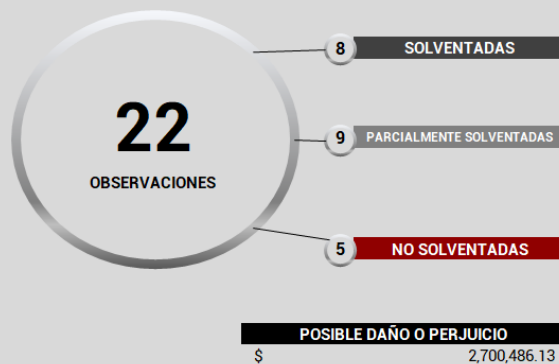 22
OBSERVACIONES
8 SOLVENTADAS
9 PARCIALMENTE SOLVENTADAS
5 NO SOLVENTADAS
POSIBLE DAÑO O PERJUICIO
$ 2,700,486.13